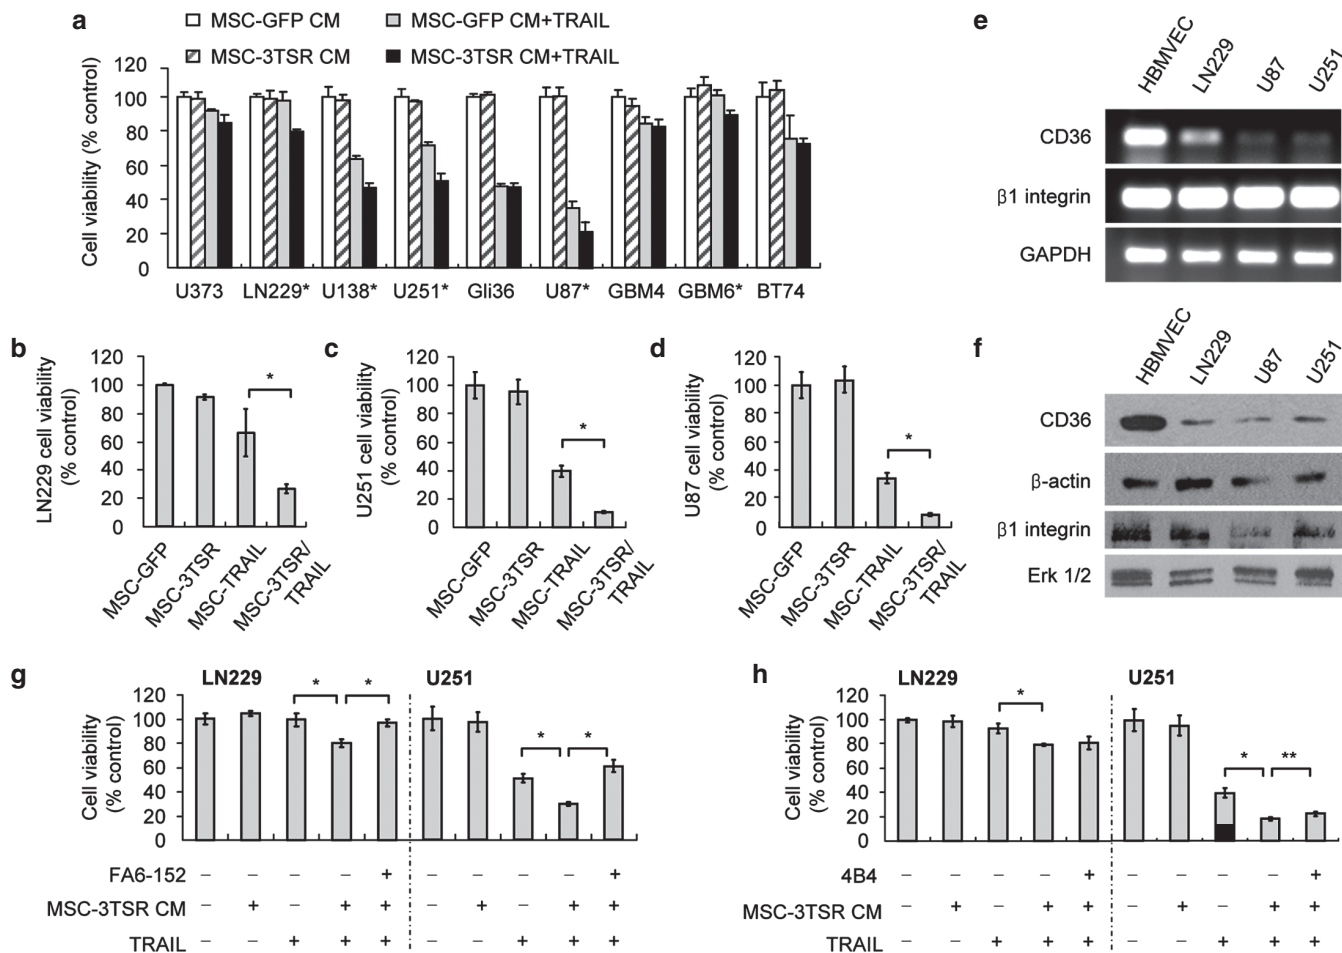 a
MSC-GFP CM
MSC-GFP CM+TRAIL
MSC-3TSR CM
MSC-3TSR CM+TRAIL
Cell viability (% control)
120
100
80
60
40
20
0
U373 LN229* U138* U251* Gli36 U87* GBM4 GBM6* BT74
b
LN229 cell viability
(% control)
120
100
80
60
40
20
0
*
MSC-GFP
MSC-3TSR
MSC-TRAIL
MSC-3TSR/
TRAIL
c
U251 cell viability
(% control)
120
100
80
60
40
20
0
*
MSC-GFP
MSC-3TSR
MSC-TRAIL
MSC-3TSR/
TRAIL
d
U87 cell viability
(% control)
120
100
80
60
40
20
0
*
MSC-GFP
MSC-3TSR
MSC-TRAIL
MSC-3TSR/
TRAIL
e
HBMVEC
LN229
U87
U251
CD36
β1 integrin
GAPDH
f
HBMVEC
LN229
U87
U251
CD36
β-actin
β1 integrin
Erk 1/2
g
LN229
U251
Cell viability
(% control)
120
100
80
60
40
20
0
* * * *
FA6-152 – – – – + – – – – +
MSC-3TSR CM – + – + + – + – + +
TRAIL – – + + + – – + + +
h
LN229
U251
Cell viability
(% control)
120
100
80
60
40
20
0
* * **
4B4 – – – – + – – – – +
MSC-3TSR CM – + – + + – + – + +
TRAIL – – + + + – – + + +